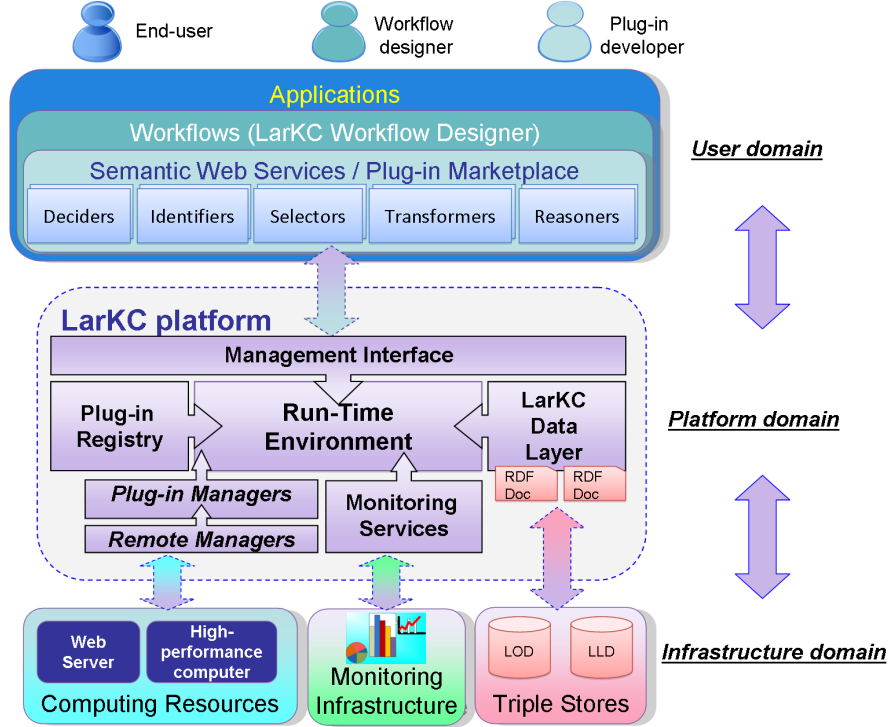 End-user
Workflow
designer
Plug-in
developer
Applications
Workflows (LarKC Workflow Designer)
Semantic Web Services / Plug-in Marketplace
Deciders
Identifiers
Selectors
Transformers
Reasoners
User domain
LarKC platform
Management Interface
Plug-in
Registry
Run-Time
Environment
LarKC
Data
Layer
Platform domain
RDF
Doc
RDF
Doc
Plug-in Managers
Remote Managers
Monitoring
Services
Web
Server
High-
performance
computer
Computing Resources
Monitoring
Infrastructure
LOD
LLD
Triple Stores
Infrastructure domain